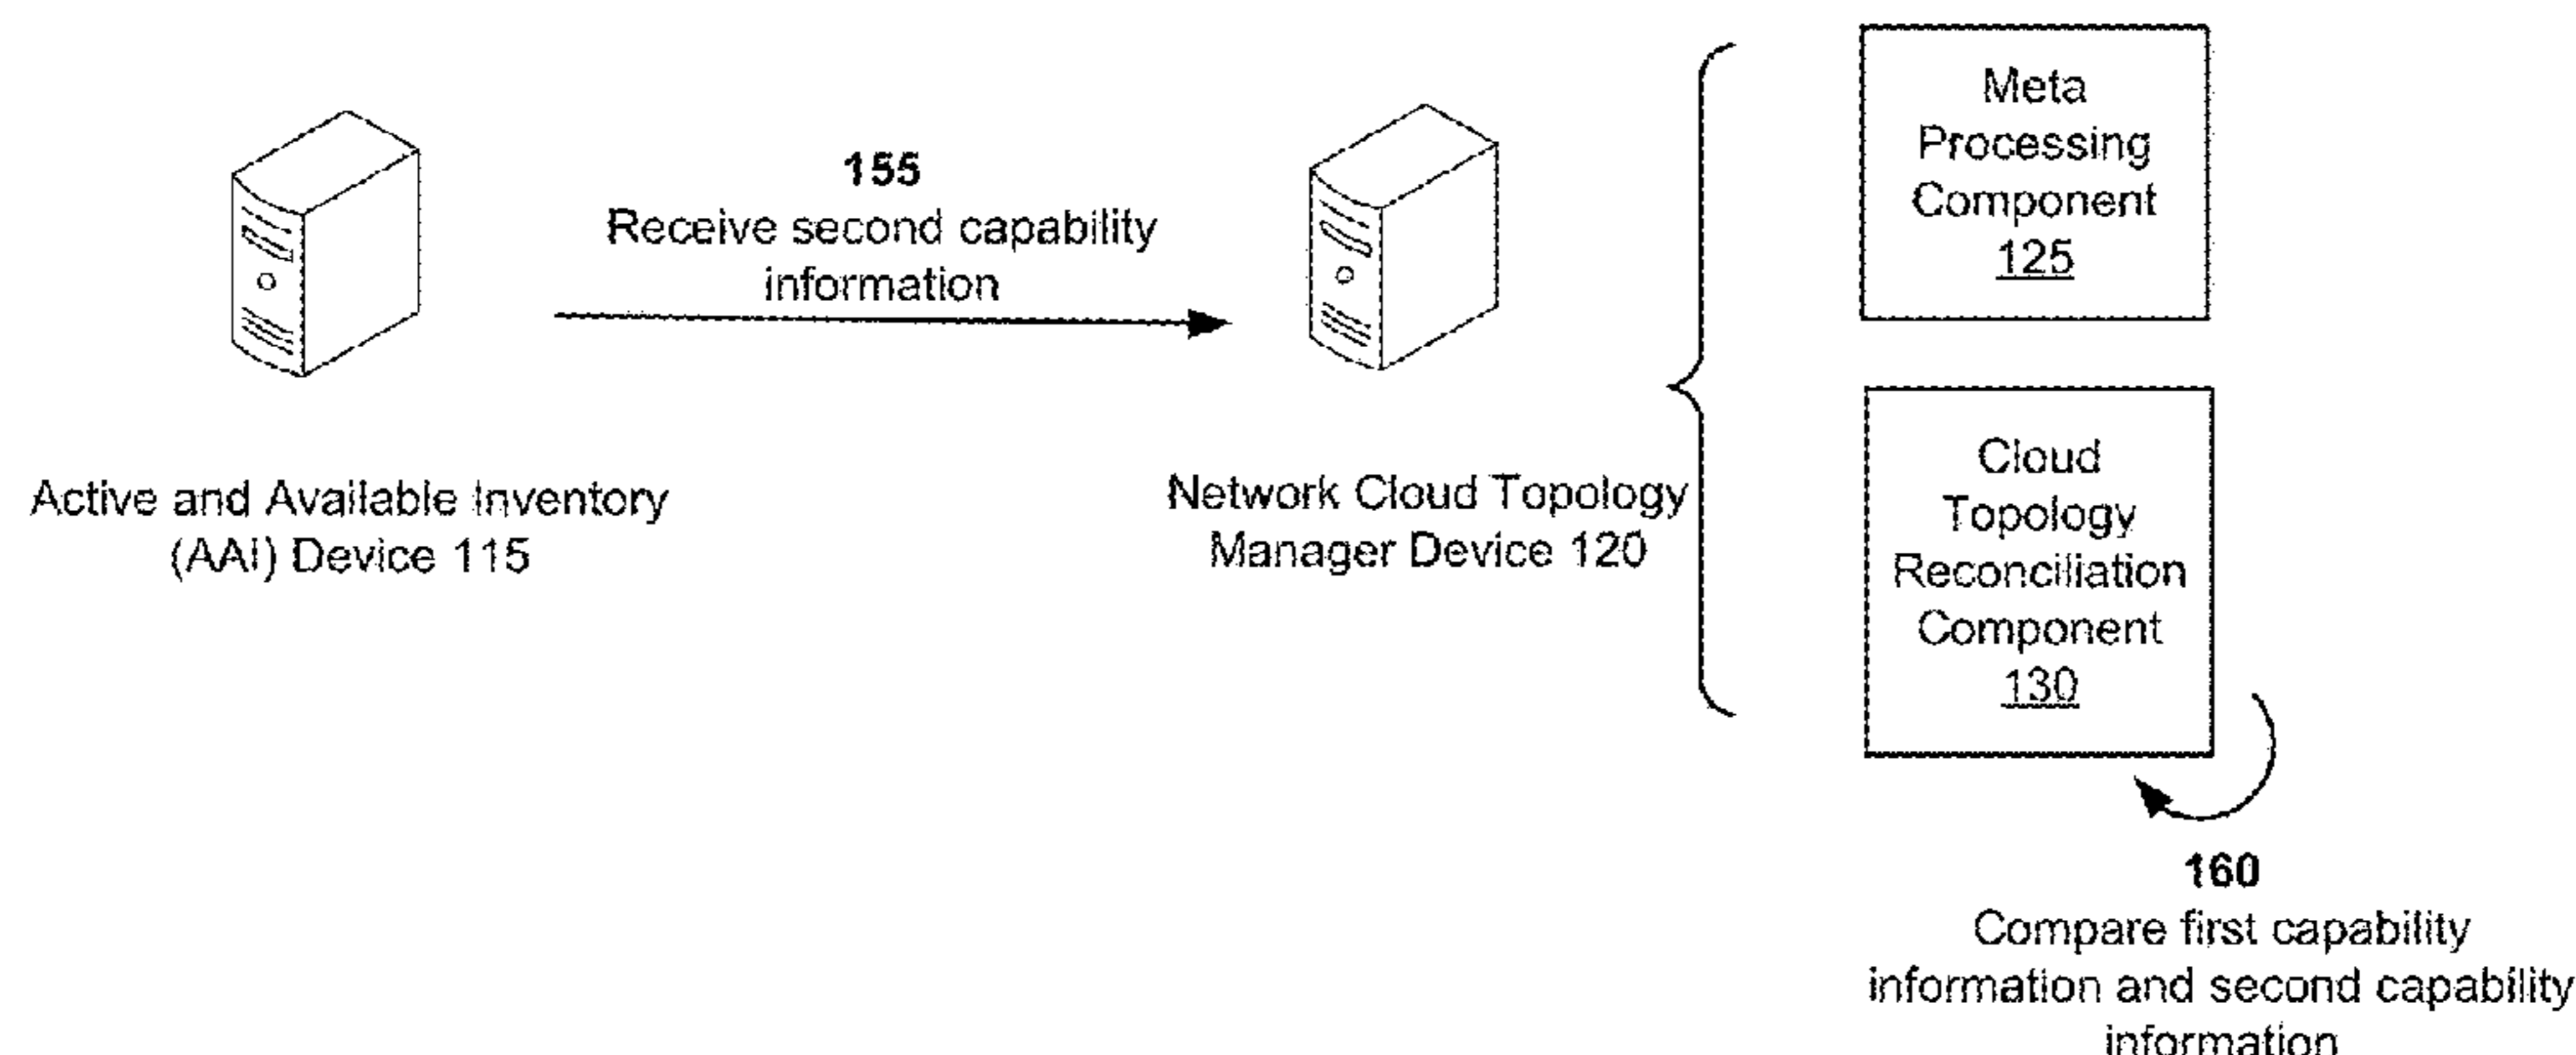 155
Receive second capability
information
Active and Available Inventory
(AAI) Device 115
Network Cloud Topology
Manager Device 120
Meta
Processing
Component
125
Cloud
Topology
Reconciliation
Component
130
160
Compare first capability
information and second capability
information